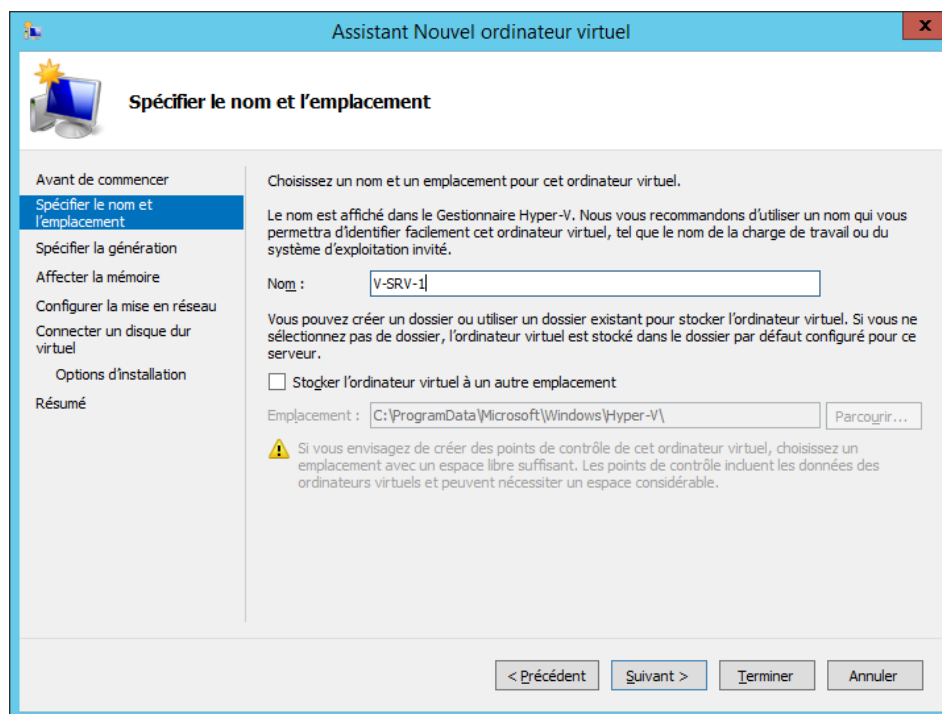 Assistant Nouvel ordinateur virtuel
x
Spécifier le nom et l'emplacement
Avant de commencer
Spécifier le nom et
l'emplacement
Spécifier la génération
Affecter la mémoire
Configurer la mise en réseau
Connecter un disque dur
virtuel
Options d'installation
Résumé
Choisissez un nom et un emplacement pour cet ordinateur virtuel.
Le nom est affiché dans le Gestionnaire Hyper-V. Nous vous recommandons d'utiliser un nom qui vous
permettra d'identifier facilement cet ordinateur virtuel, tel que le nom de la charge de travail ou du
système d'exploitation invité.
Nom : V-SRV-1
Vous pouvez créer un dossier ou utiliser un dossier existant pour stocker l'ordinateur virtuel. Si vous ne
sélectionnez pas de dossier, l'ordinateur virtuel est stocké dans le dossier par défaut configuré pour ce
serveur.
Stocker l'ordinateur virtuel à un autre emplacement
Emplacement : C:\ProgramData\Microsoft\Windows\Hyper-V\ Parcourir...
Si vous envisagez de créer des points de contrôle de cet ordinateur virtuel, choisissez un
emplacement avec un espace libre suffisant. Les points de contrôle incluent les données des
ordinateurs virtuels et peuvent nécessiter un espace considérable.
< Précédent Suivant > Terminer Annuler